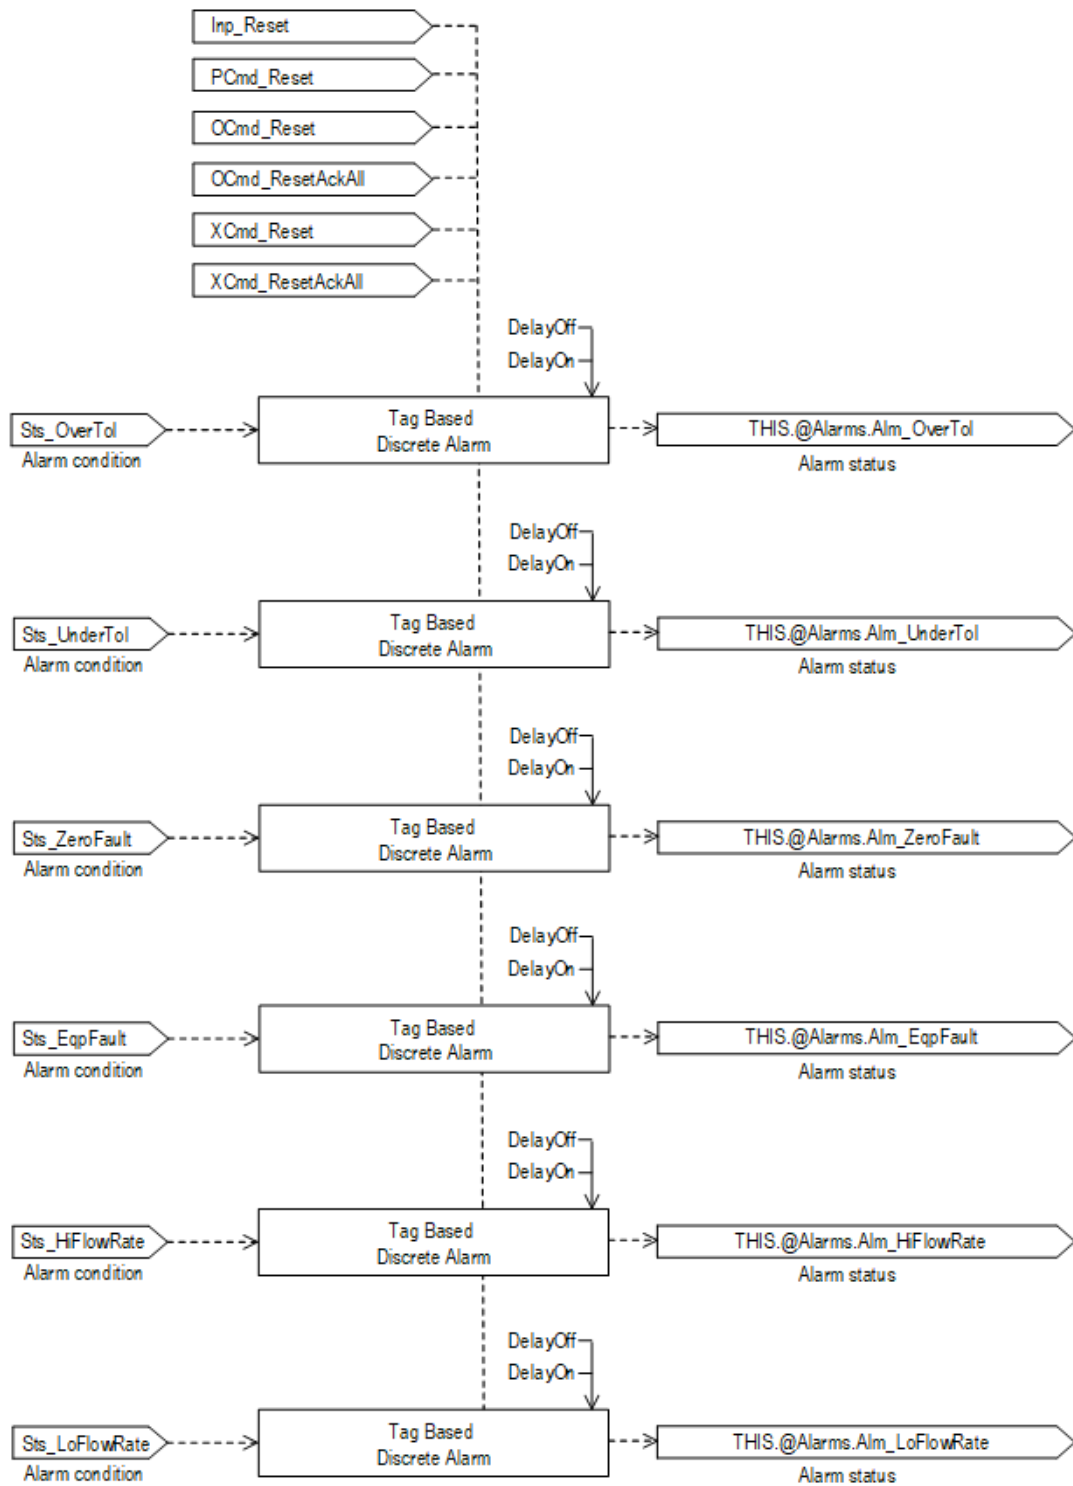 Inp_Reset
PCmd_Reset
OCmd_Reset
OCmd_ResetAckAll
XCmd_Reset
XCmd_ResetAckAll
DelayOff
DelayOn
Sts_OverTol
Alarm condition
Tag Based
Discrete Alarm
THIS.@Alarms.Alm_OverTol
Alarm status
DelayOff
DelayOn
Sts_UnderTol
Alarm condition
Tag Based
Discrete Alarm
THIS.@Alarms.Alm_UnderTol
Alarm status
DelayOff
DelayOn
Sts_ZeroFault
Alarm condition
Tag Based
Discrete Alarm
THIS.@Alarms.Alm_ZeroFault
Alarm status
DelayOff
DelayOn
Sts_EqpFault
Alarm condition
Tag Based
Discrete Alarm
THIS.@Alarms.Alm_EqpFault
Alarm status
DelayOff
DelayOn
Sts_HiFlowRate
Alarm condition
Tag Based
Discrete Alarm
THIS.@Alarms.Alm_HiFlowRate
Alarm status
DelayOff
DelayOn
Sts_LoFlowRate
Alarm condition
Tag Based
Discrete Alarm
THIS.@Alarms.Alm_LoFlowRate
Alarm status